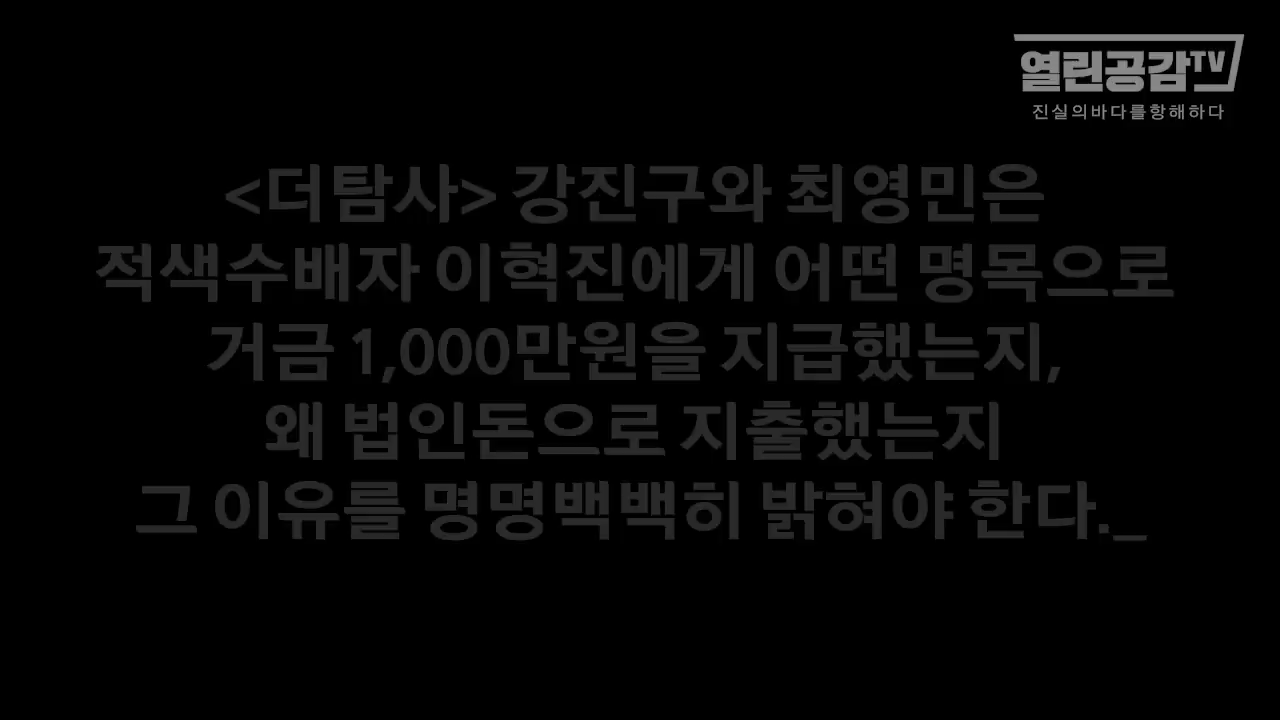 열린공감TV
진실의바다를항해하다
<더탐사> 강진구와 최영민은
적색수배자 이혁진에게 어떤 명목으로
거금 1,000만원을 지급했는지,
왜 법인돈으로 지출했는지
그 이유를 명명백백히 밝혀야 한다._